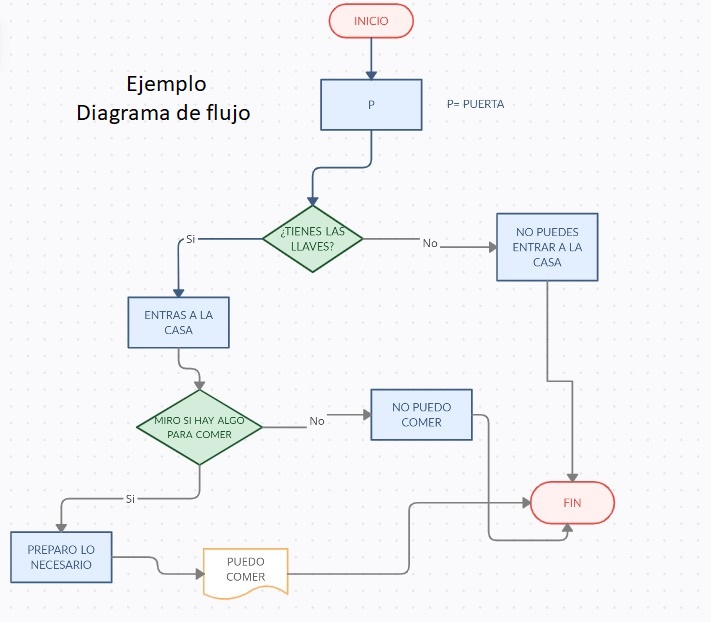 INICIO
Ejemplo
Diagrama de flujo
P
P= PUERTA
¿TIENES LAS
LLAVES?
Si
No
NO PUEDES
ENTRAR A LA
CASA
ENTRAS A LA
CASA
MIRO SI HAY ALGO
PARA COMER
No
NO PUEDO
COMER
Si
FIN
PREPARO LO
NECESARIO
PUEDO
COMER